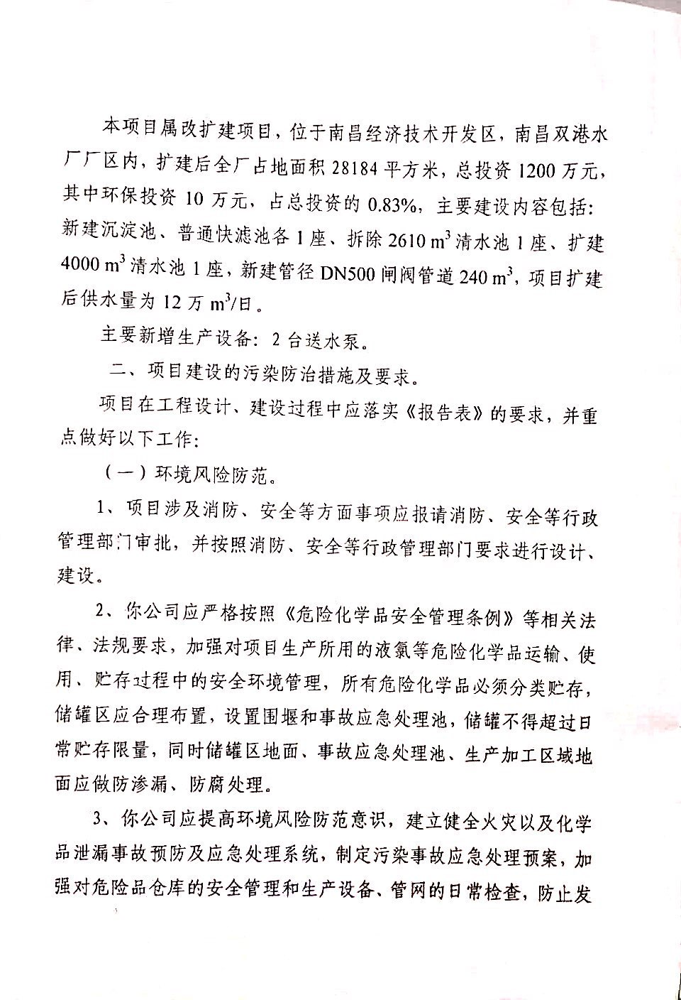 本项目属改扩建项目，位于南昌经济技术开发区，南昌双港水
厂厂区内，扩建后全厂占地面积 28184 平方米，总投资 1200 万元，
其中环保投资 10 万元，占总投资的 0.83%，主要建设内容包括：
新建沉淀池、普通快滤池各 1 座、拆除 2610 m³清水池 1 座、扩建
4000 m³清水池 1 座，新建管径 DN500 闸阀管道 240 m³，项目扩建
后供水量为 12 万 m³/日。
主要新增生产设备：2 台送水泵。
二、项目建设的污染防治措施及要求。
项目在工程设计、建设过程中应落实《报告表》的要求，并重
点做好以下工作：
（一）环境风险防范。
1、项目涉及消防、安全等方面事项应报请消防、安全等行政
管理部门审批，并按照消防、安全等行政管理部门要求进行设计、
建设。
2、你公司应严格按照《危险化学品安全管理条例》等相关法
律、法规要求，加强对项目生产所用的液氯等危险化学品运输、使
用、贮存过程中的安全环境管理，所有危险化学品必须分类贮存，
储罐区应合理布置，设置围堰和事故应急处理池，储罐不得超过日
常贮存限量，同时储罐区地面、事故应急处理池、生产加工区域地
面应做防渗漏、防腐处理。
3、你公司应提高环境风险防范意识，建立健全火灾以及化学
品泄漏事故预防及应急处理系统，制定污染事故应急处理预案，加
强对危险品仓库的安全管理和生产设备、管网的日常检查，防止发